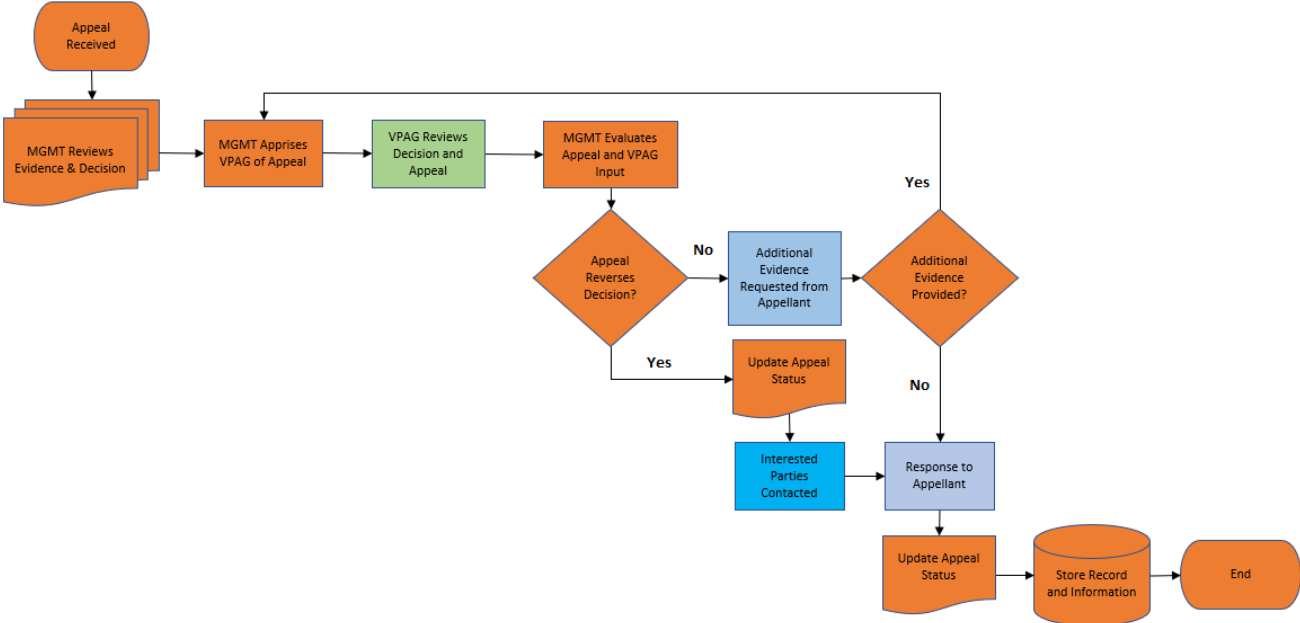 Appeal
Received
MGMT Reviews
Evidence & Decision
MGMT Apprises
VPAG of Appeal
VPAG Reviews
Decision and
Appeal
MGMT Evaluates
Appeal and VPAG
Input
Appeal
Reverses
Decision?
No
Additional
Evidence
Requested from
Appellant
Additional
Evidence
Provided?
Yes
Yes
Update Appeal
Status
No
Interested
Parties
Contacted
Response to
Appellant
Update Appeal
Status
Store Record
and Information
End